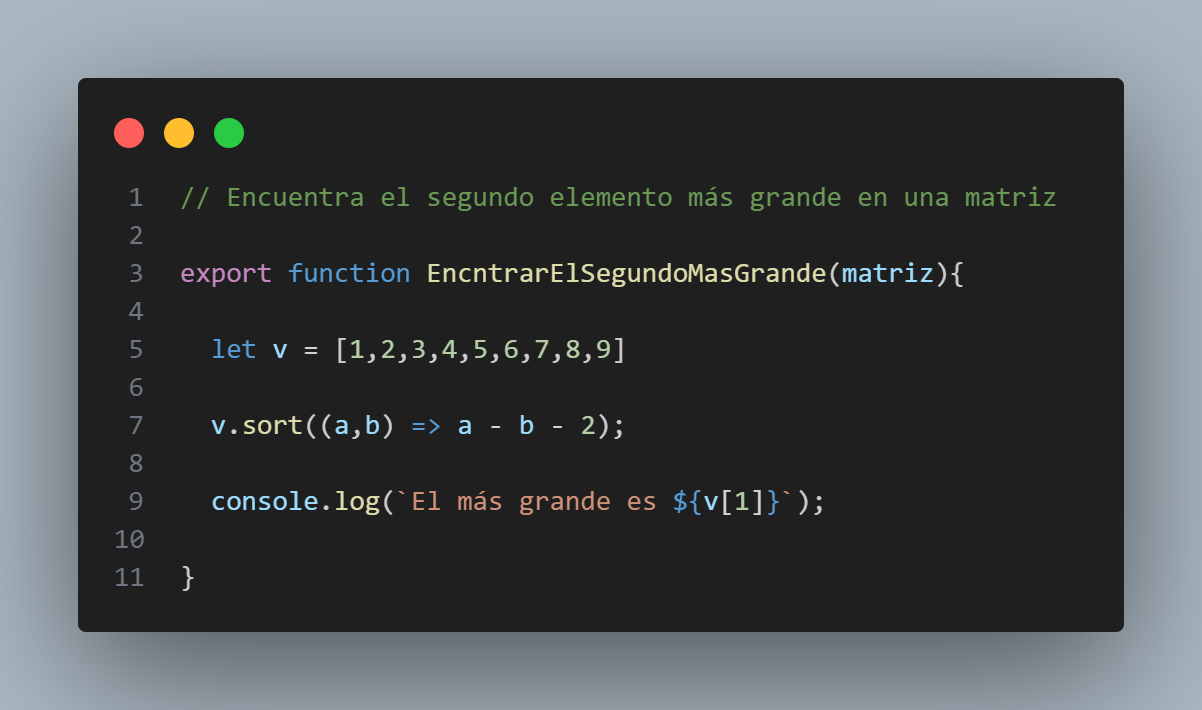 1 // Encuentra el segundo elemento más grande en una matriz
2
3 export function EncntrarElSegundoMasGrande(matriz){
4
5   let v = [1,2,3,4,5,6,7,8,9]
6
7   v.sort((a,b) => a - b - 2);
8
9   console.log(`El más grande es ${v[1]}`);
10
11 }